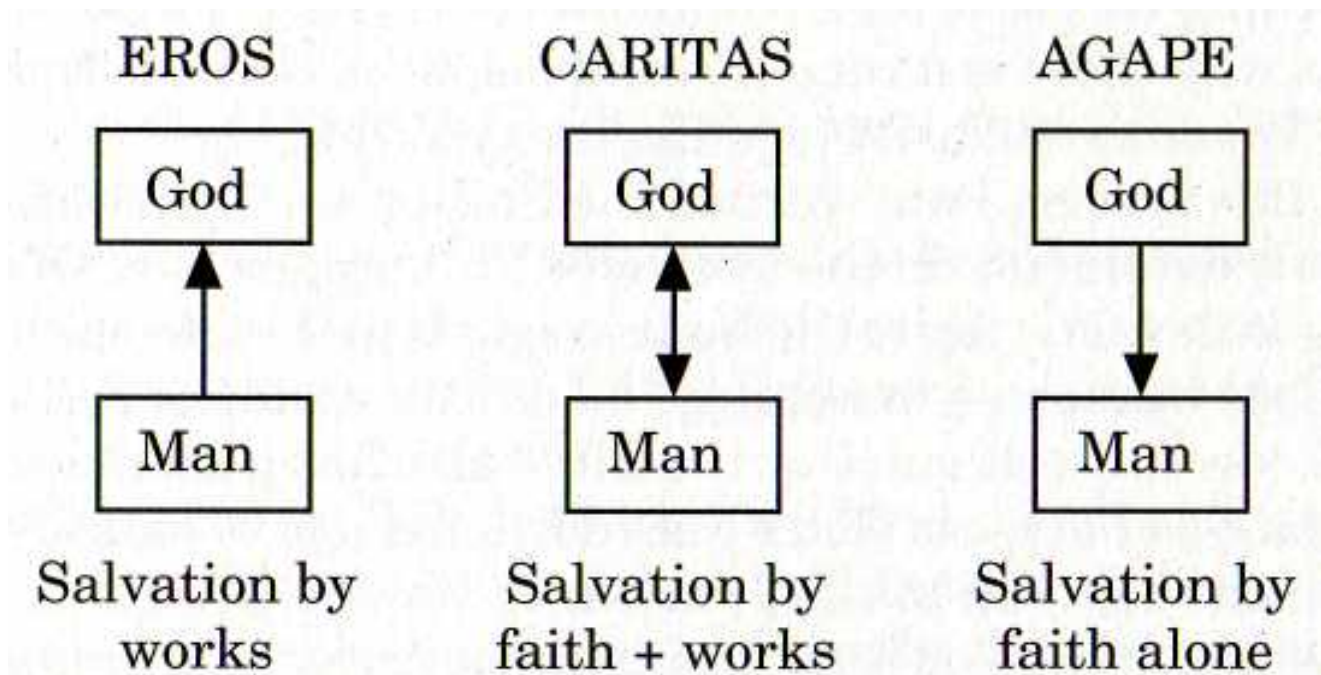 EROS
God
Man
Salvation by
works
CARITAS
God
Man
Salvation by
faith + works
AGAPE
God
Man
Salvation by
faith alone